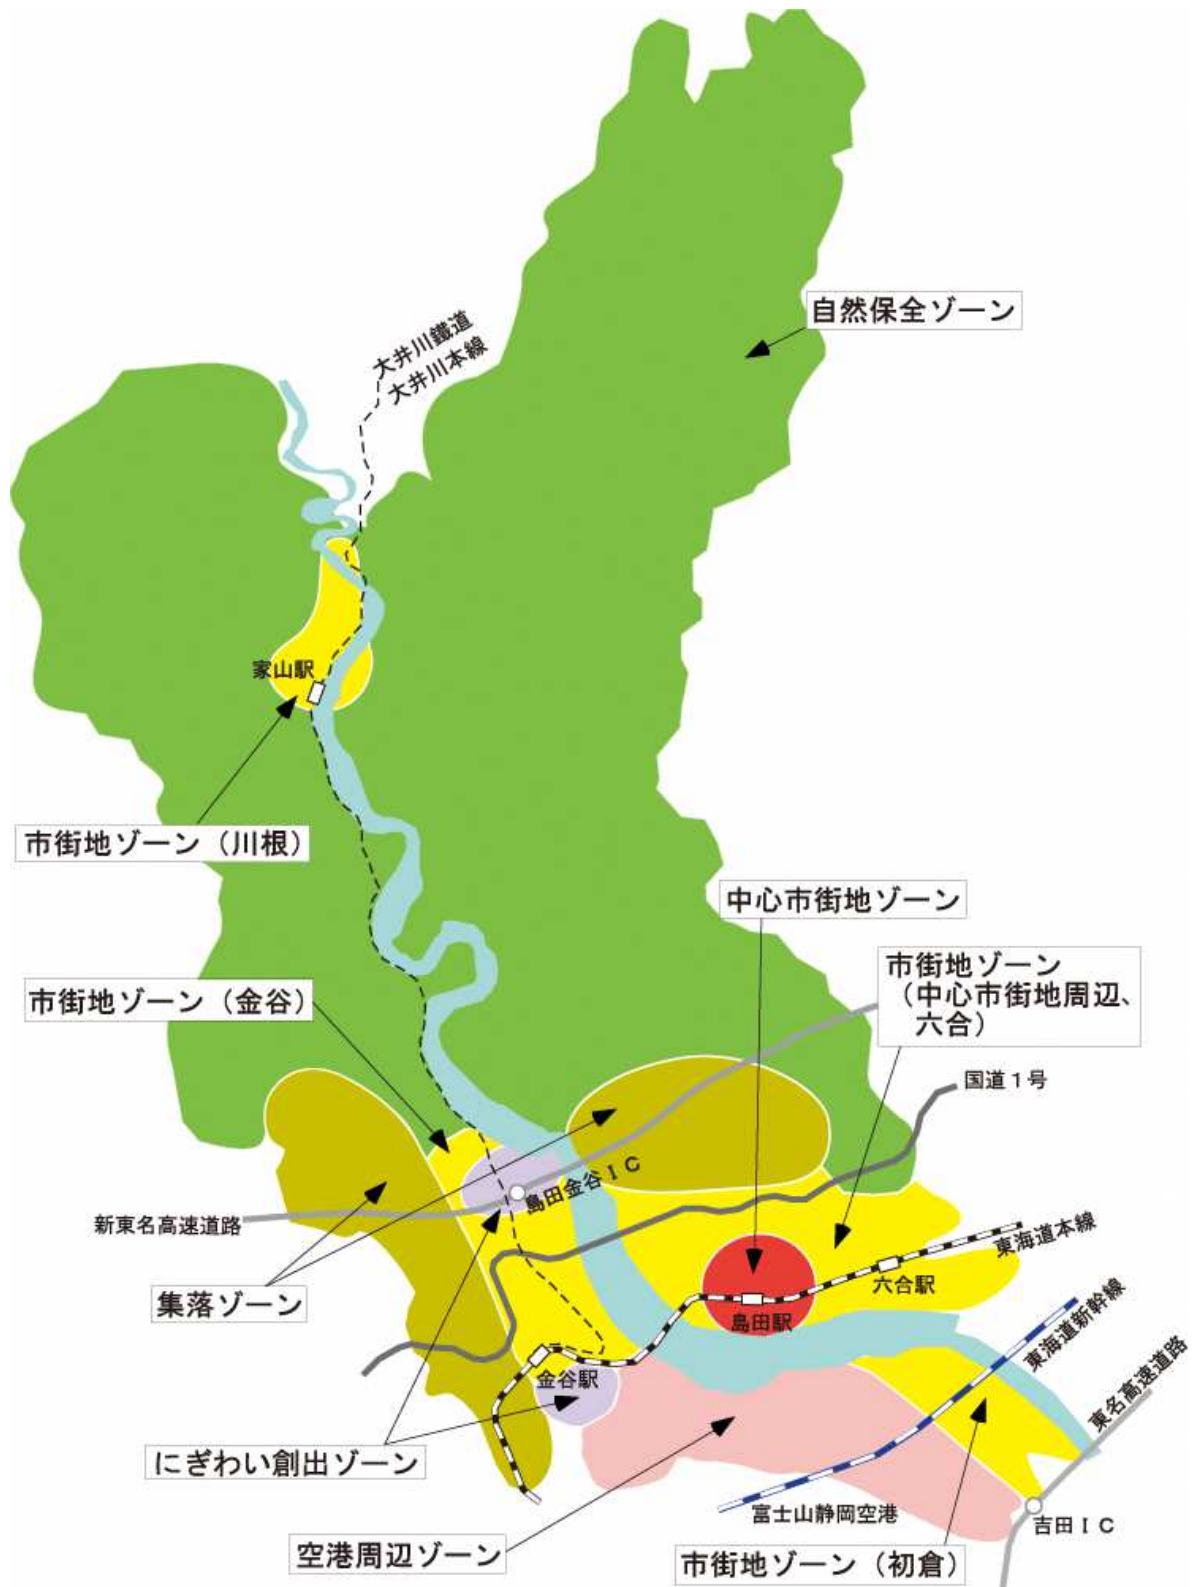 自然保全ゾーン
大井川鐵道
大井川本線
家山駅
市街地ゾーン（川根）
中心市街地ゾーン
市街地ゾーン
（中心市街地周辺、
六合）
市街地ゾーン（金谷）
国道１号
島田金谷ＩＣ
新東名高速道路
集落ゾーン
東海道本線
六合駅
島田駅
東海道新幹線
東名高速道路
金谷駅
にぎわい創出ゾーン
富士山静岡空港
吉田ＩＣ
空港周辺ゾーン
市街地ゾーン（初倉）